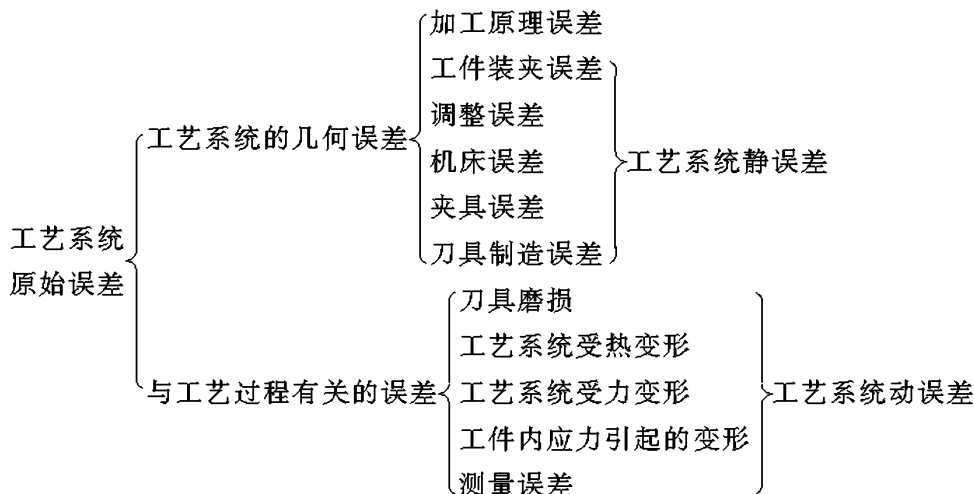 加工原理误差
工件装夹误差
调整误差
工艺系统的几何误差
机床误差
工艺系统静误差
夹具误差
刀具制造误差
工艺系统
原始误差
刀具磨损
工艺系统受热变形
与工艺过程有关的误差
工艺系统受力变形
工艺系统动误差
工件内应力引起的变形
测量误差